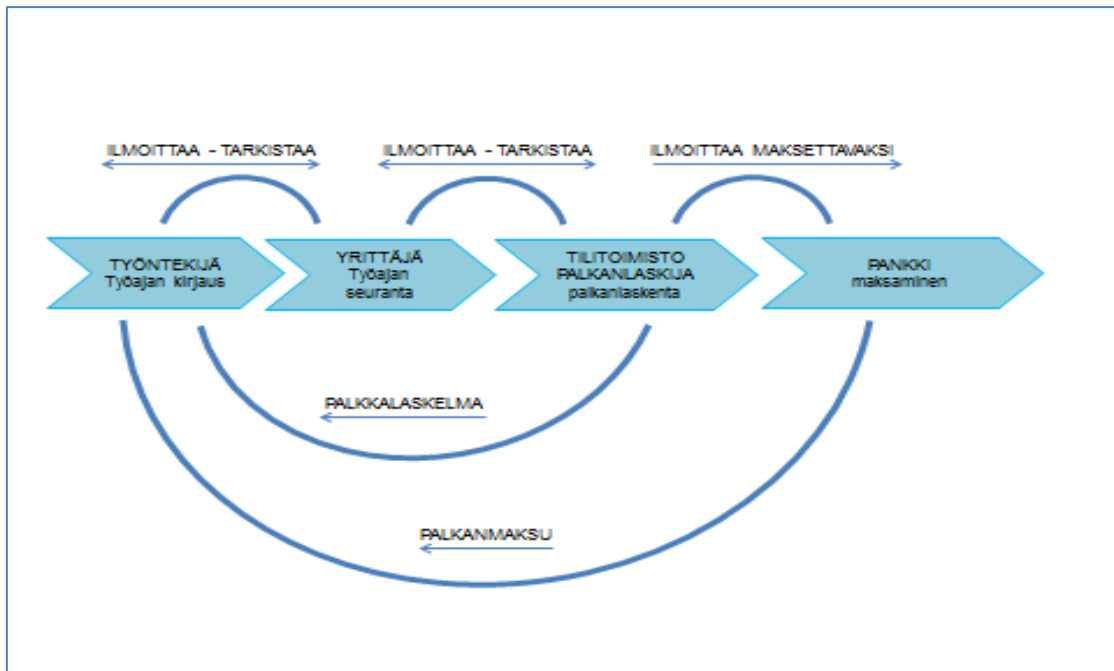 ILMOITTAA - TARKISTAA
ILMOITTAA - TARKISTAA
ILMOITTAA MAKSETTAVAKSI
TYÖNTEKIJÄ
Työajan kirjaus
YRITTÄJÄ
Työajan
seuranta
TILITOIMISTO
PALKANLASKIJA
palkanlaskenta
PANKKI
maksaminen
PALKKALASKELMA
PALKANMAKSU